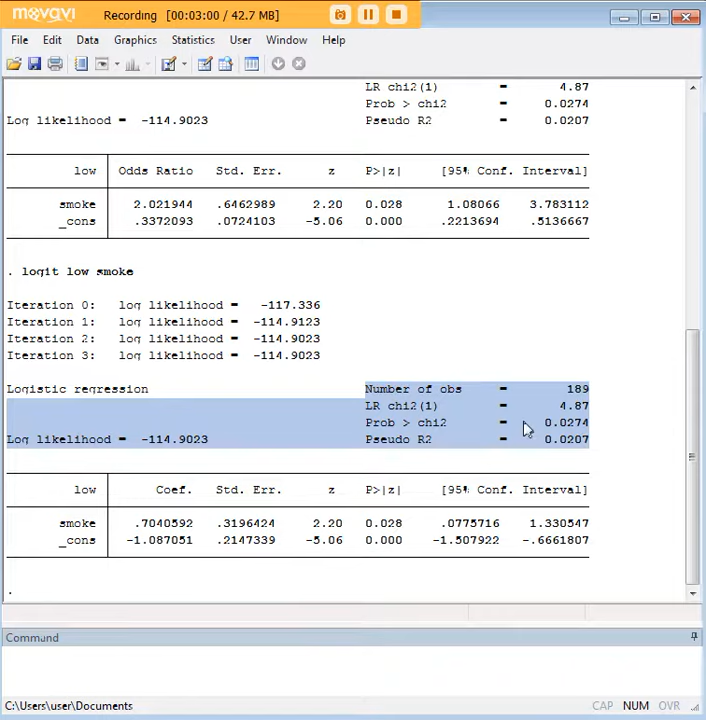 movavi Recording [00:03:00 / 42.7 MB]
File Edit Data Graphics Statistics User Window Help
LR chi2(1) = 4.87
Prob > chi2 = 0.0274
Log likelihood = -114.9023 Pseudo R2 = 0.0207
low Odds Ratio Std. Err. z P>|z| [95% Conf. Interval]
smoke 2.021944 .6462989 2.20 0.028 1.08066 3.783112
_cons .3372093 .0724103 -5.06 0.000 .2213694 .5136667
. logit low smoke
Iteration 0: log likelihood = -117.336
Iteration 1: log likelihood = -114.9123
Iteration 2: log likelihood = -114.9023
Iteration 3: log likelihood = -114.9023
Logistic regression Number of obs = 189
LR chi2(1) = 4.87
Prob > chi2 = 0.0274
Log likelihood = -114.9023 Pseudo R2 = 0.0207
low Coef. Std. Err. z P>|z| [95% Conf. Interval]
smoke .7040592 .3196424 2.20 0.028 .0775716 1.330547
_cons -1.087051 .2147339 -5.06 0.000 -1.507922 -.6661807
.
Command
C:\Users\user\Documents CAP NUM OVR